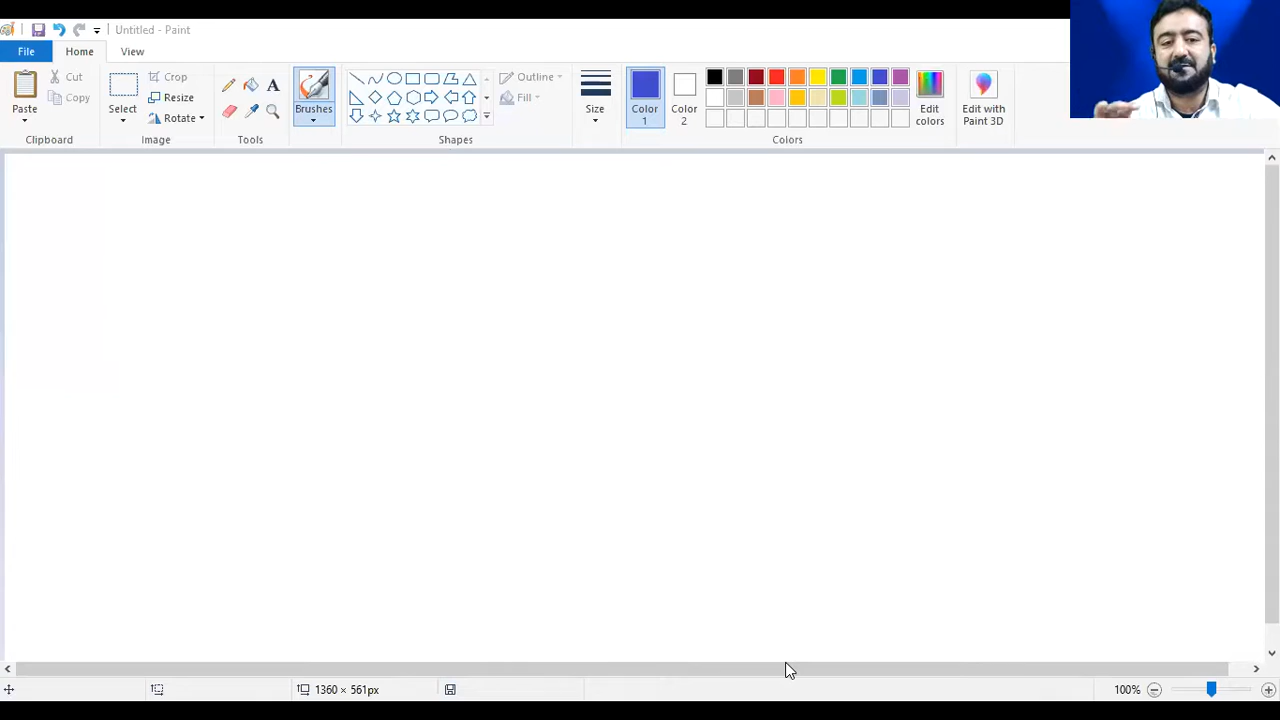 Untitled - Paint
File Home View
Paste
Cut
Copy
Clipboard
Select
Crop
Resize
Rotate
Image
A
Tools
Brushes
Shapes
Outline
Fill
Size
Color 1
Color 2
Edit colors
Colors
Edit with Paint 3D
1360 × 561px
100%